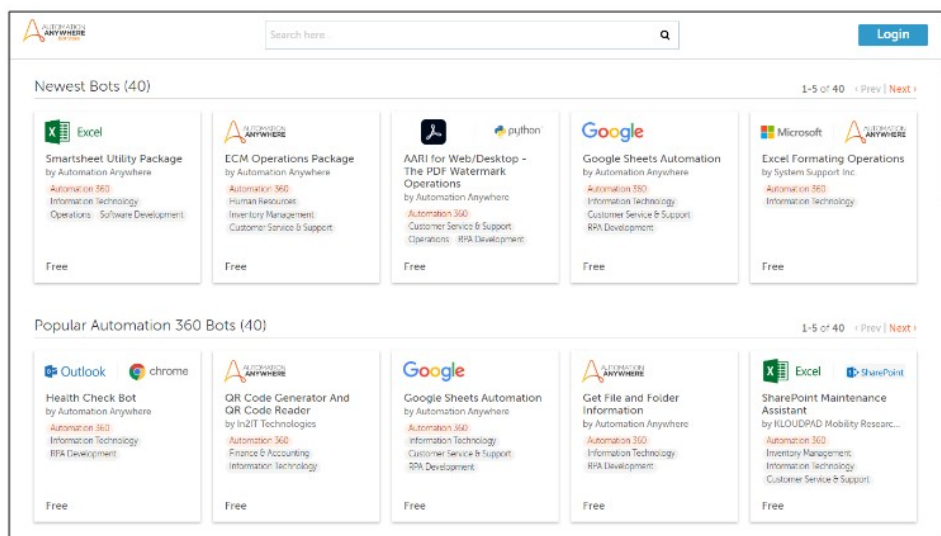 AUTOMATION
ANYWHERE
Search here...
Login
Newest Bots (40)
1-5 of 40 ‹ Prev | Next ›
Excel
Smartsheet Utility Package
by Automation Anywhere
Automation 360
Information Technology
Operations Software Development
Free
AUTOMATION
ANYWHERE
ECM Operations Package
by Automation Anywhere
Automation 360
Human Resources
Inventory Management
Customer Service & Support
Free
python
AARI for Web/Desktop -
The PDF Watermark
Operations
by Automation Anywhere
Automation 360
Customer Service & Support
Operations RPA Development
Free
Google
Google Sheets Automation
by Automation Anywhere
Automation 360
Information Technology
Customer Service & Support
RPA Development
Free
Microsoft
AUTOMATION
ANYWHERE
Excel Formating Operations
by System Support Inc.
Automation 360
Information Technology
Free
Popular Automation 360 Bots (40)
1-5 of 40 ‹ Prev | Next ›
Outlook chrome
Health Check Bot
by Automation Anywhere
Automation 360
Information Technology
RPA Development
Free
AUTOMATION
ANYWHERE
QR Code Generator And
QR Code Reader
by In2IT Technologies
Automation 360
Finance & Accounting
Information Technology
Free
Google
Google Sheets Automation
by Automation Anywhere
Automation 360
Information Technology
Customer Service & Support
RPA Development
Free
AUTOMATION
ANYWHERE
Get File and Folder
Information
by Automation Anywhere
Automation 360
Information Technology
RPA Development
Free
Excel SharePoint
SharePoint Maintenance
Assistant
by KLOUDPAD Mobility Researc...
Automation 360
Inventory Management
Information Technology
Customer Service & Support
Free